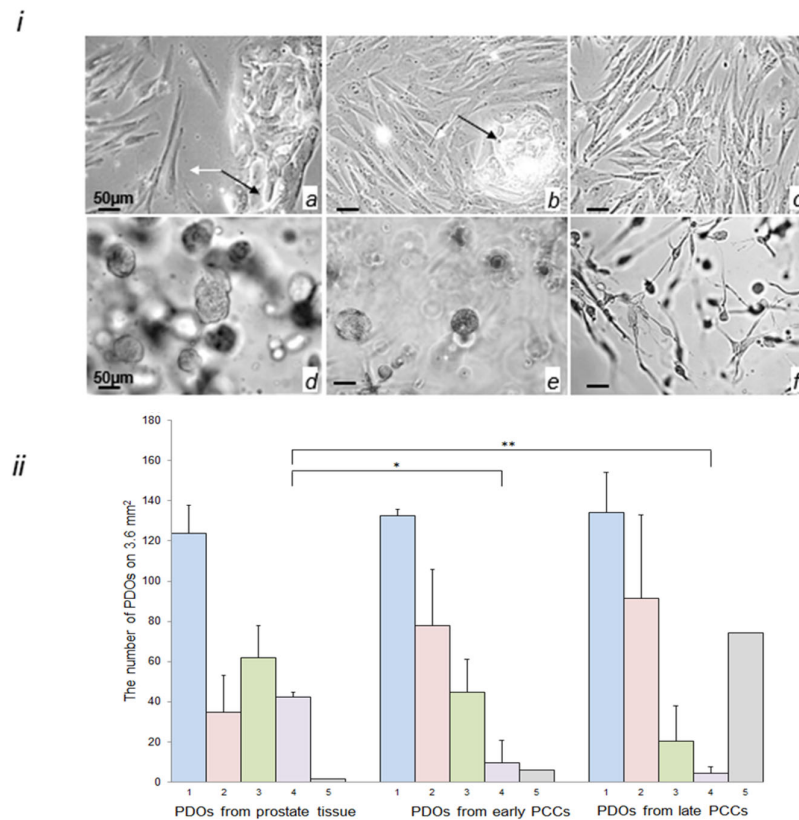 i
50µm
a
b
c
50µm
d
e
f
ii
The number of PDOs on 3.6 mm²
180
160
140
120
100
80
60
40
20
0
*
**
1 2 3 4 5
1 2 3 4 5
1 2 3 4 5
PDOs from prostate tissue
PDOs from early PCCs
PDOs from late PCCs